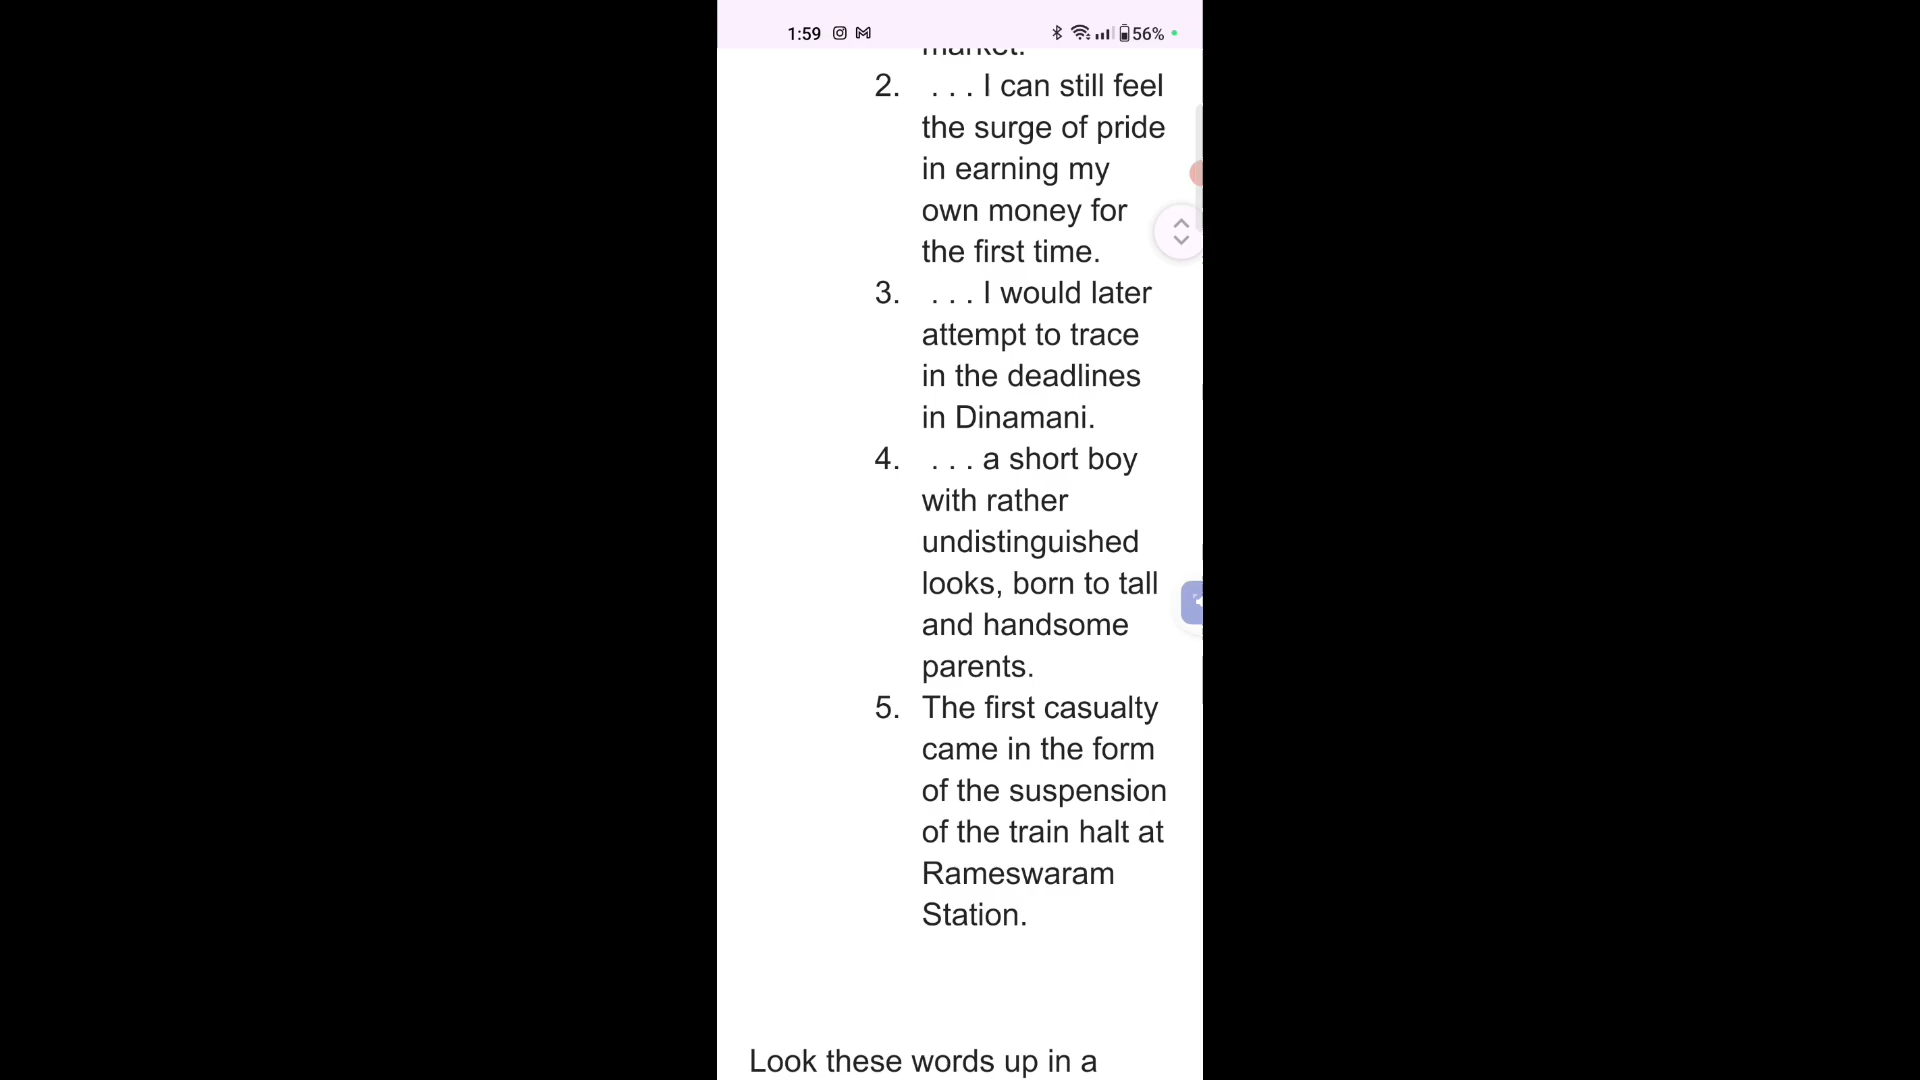 1:59 56%
market.
2. . . . I can still feel
the surge of pride
in earning my
own money for
the first time.
3. . . . I would later
attempt to trace
in the deadlines
in Dinamani.
4. . . . a short boy
with rather
undistinguished
looks, born to tall
and handsome
parents.
5. The first casualty
came in the form
of the suspension
of the train halt at
Rameswaram
Station.
Look these words up in a